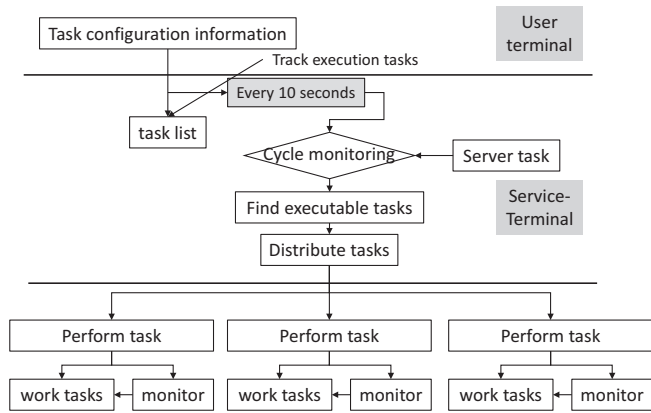 Task configuration information
User
terminal
Track execution tasks
Every 10 seconds
task list
Cycle monitoring
Server task
Find executable tasks
Service-
Terminal
Distribute tasks
Perform task
Perform task
Perform task
work tasks
monitor
work tasks
monitor
work tasks
monitor